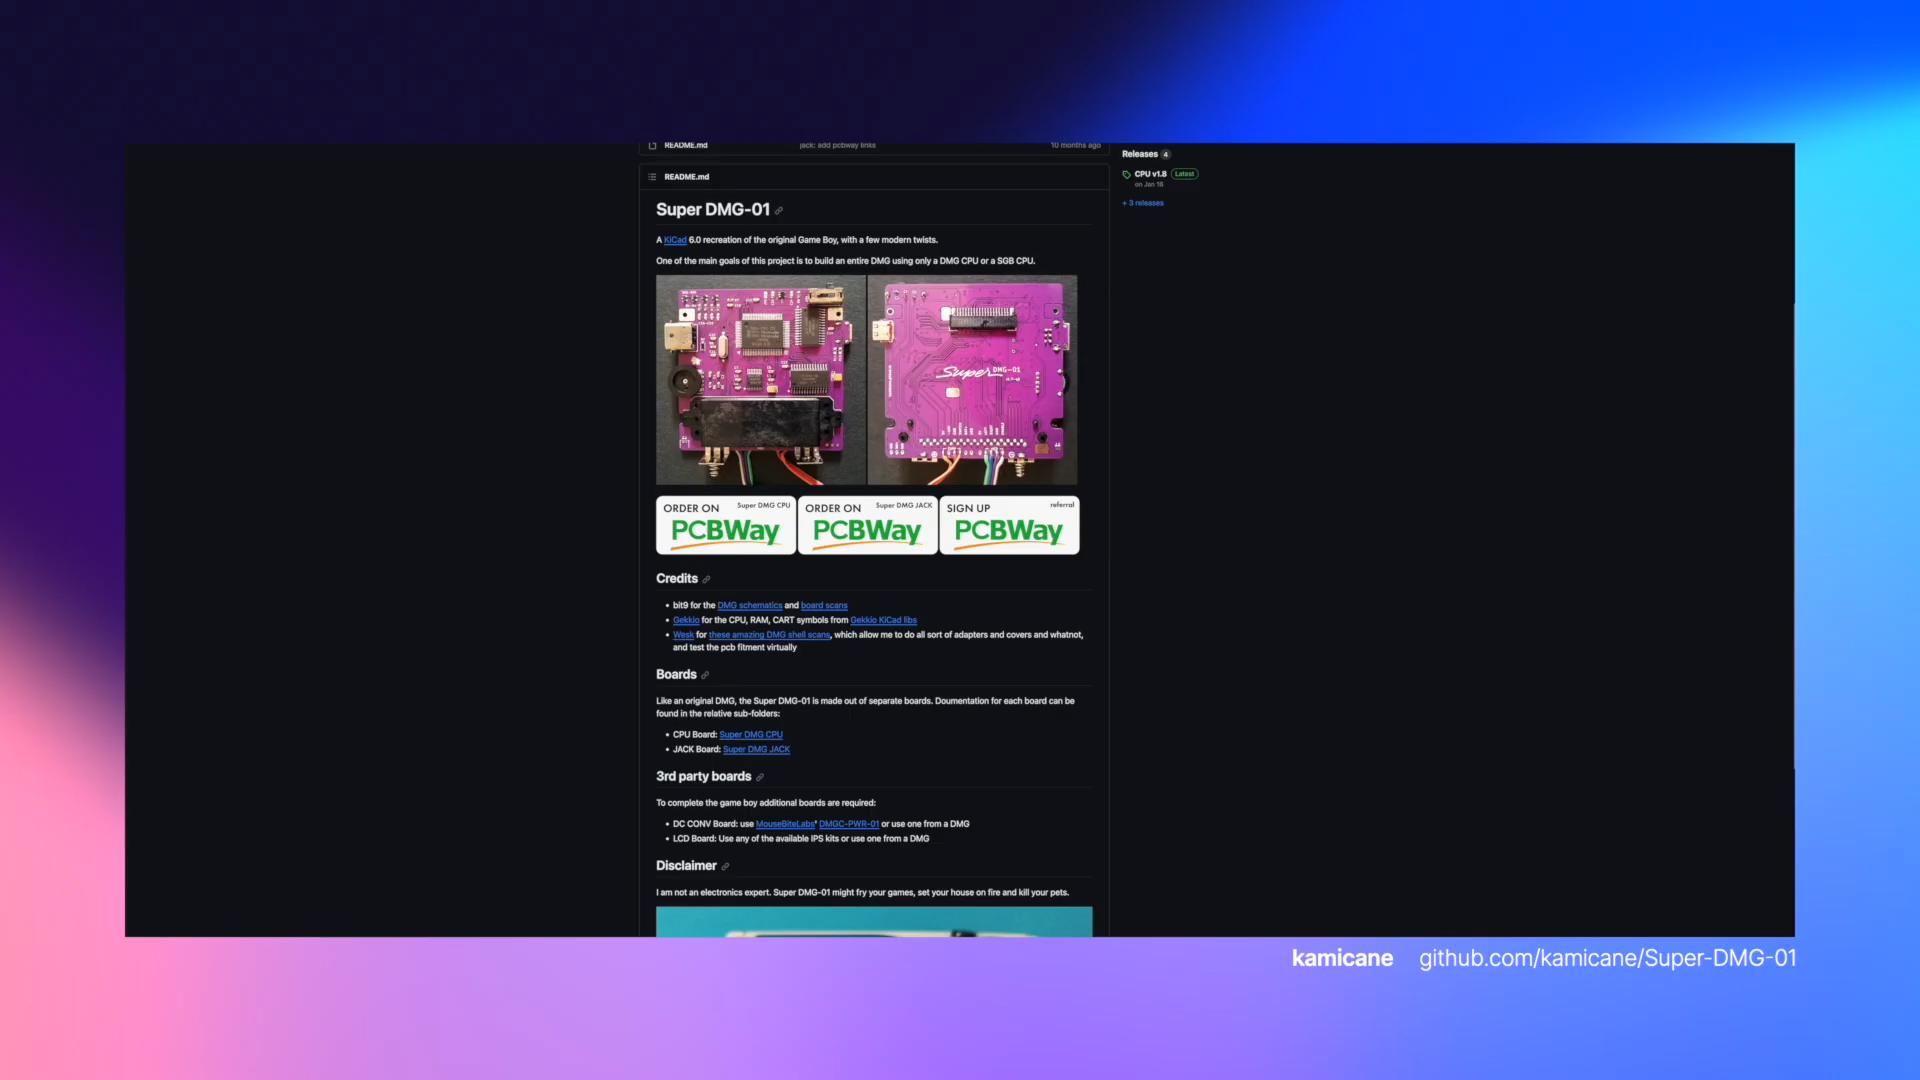 README.md jack: add pcbway links 10 months ago
README.md
Super DMG-01
A KiCad 6.0 recreation of the original Game Boy, with a few modern twists.
One of the main goals of this project is to build an entire DMG using only a DMG CPU or a SGB CPU.
Super DMG-01
ORDER ON Super DMG CPU
PCBWay
ORDER ON Super DMG JACK
PCBWay
SIGN UP referral
PCBWay
Credits
• bit9 for the DMG schematics and board scans
• Gekkio for the CPU, RAM, CART symbols from Gekkio KiCad libs
• Wesk for these amazing DMG shell scans, which allow me to do all sort of adapters and covers and whatnot,
and test the pcb fitment virtually
Boards
Like an original DMG, the Super DMG-01 is made out of separate boards. Doumentation for each board can be
found in the relative sub-folders:
• CPU Board: Super DMG CPU
• JACK Board: Super DMG JACK
3rd party boards
To complete the game boy additional boards are required:
• DC CONV Board: use MouseBiteLabs' DMGC-PWR-01 or use one from a DMG
• LCD Board: Use any of the available IPS kits or use one from a DMG
Disclaimer
I am not an electronics expert. Super DMG-01 might fry your games, set your house on fire and kill your pets.
Releases 4
CPU v1.8 Latest
on Jan 16
+ 3 releases
kamicane github.com/kamicane/Super-DMG-01